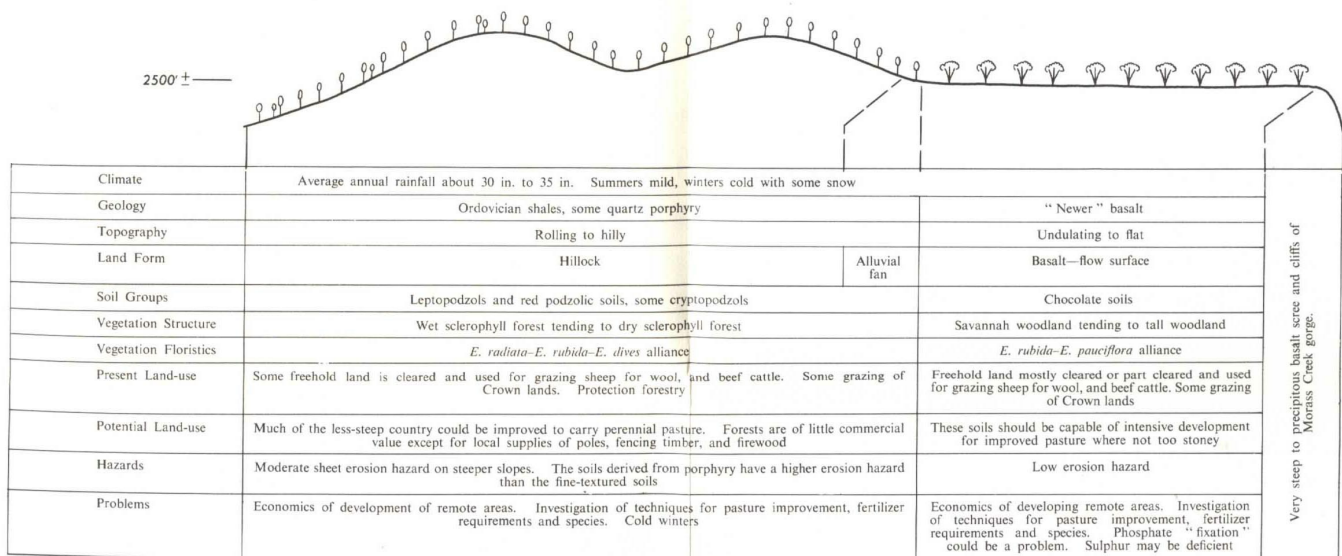 2500' ±
Climate
Average annual rainfall about 30 in. to 35 in. Summers mild, winters cold with some snow
Geology
Ordovician shales, some quartz porphyry
" Newer " basalt
Topography
Rolling to hilly
Undulating to flat
Land Form
Hillock
Alluvial
fan
Basalt—flow surface
Soil Groups
Leptopodzols and red podzolic soils, some cryptopodzols
Chocolate soils
Vegetation Structure
Wet sclerophyll forest tending to dry sclerophyll forest
Savannah woodland tending to tall woodland
Vegetation Floristics
E. radiata–E. rubida–E. dives alliance
E. rubida–E. pauciflora alliance
Present Land-use
Some freehold land is cleared and used for grazing sheep for wool, and beef cattle. Some grazing of
Crown lands. Protection forestry
Freehold land mostly cleared or part cleared and used
for grazing sheep for wool, and beef cattle. Some grazing
of Crown lands
Potential Land-use
Much of the less-steep country could be improved to carry perennial pasture. Forests are of little commercial
value except for local supplies of poles, fencing timber, and firewood
These soils should be capable of intensive development
for improved pasture where not too stoney
Hazards
Moderate sheet erosion hazard on steeper slopes. The soils derived from porphyry have a higher erosion hazard
than the fine-textured soils
Low erosion hazard
Problems
Economics of development of remote areas. Investigation of techniques for pasture improvement, fertilizer
requirements and species. Cold winters
Economics of developing remote areas. Investigation
of techniques for pasture improvement, fertilizer
requirements and species. Phosphate " fixation "
could be a problem. Sulphur may be deficient
Very steep to precipitous basalt scree and cliffs of
Morass Creek gorge.